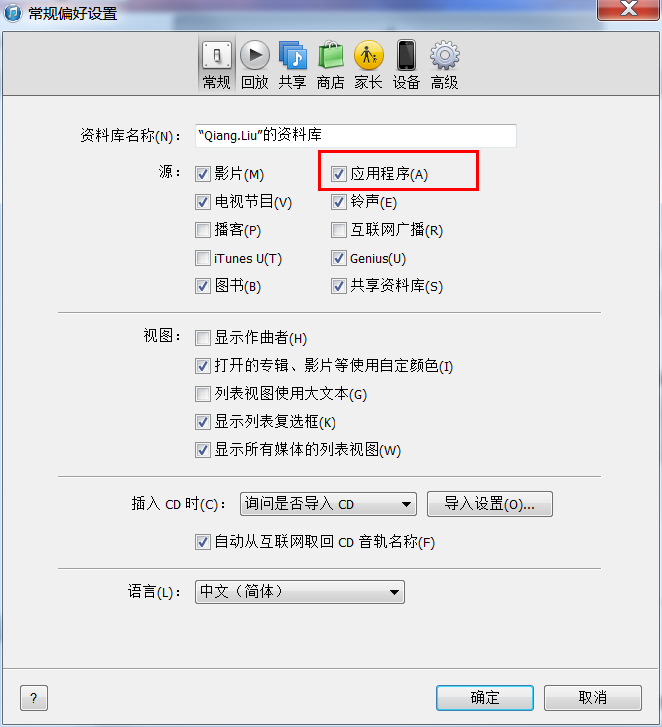 常规偏好设置
常规 回放 共享 商店 家长 设备 高级
资料库名称(N)： “Qiang.Liu”的资料库
源： 影片(M) 应用程序(A)
电视节目(V) 铃声(E)
播客(P) 互联网广播(R)
iTunes U(T) Genius(U)
图书(B) 共享资料库(S)
视图： 显示作曲者(H)
打开的专辑、影片等使用自定颜色(I)
列表视图使用大文本(G)
显示列表复选框(K)
显示所有媒体的列表视图(W)
插入 CD 时(C)： 询问是否导入 CD 导入设置(O)...
自动从互联网取回 CD 音轨名称(F)
语言(L)： 中文（简体）
? 确定 取消